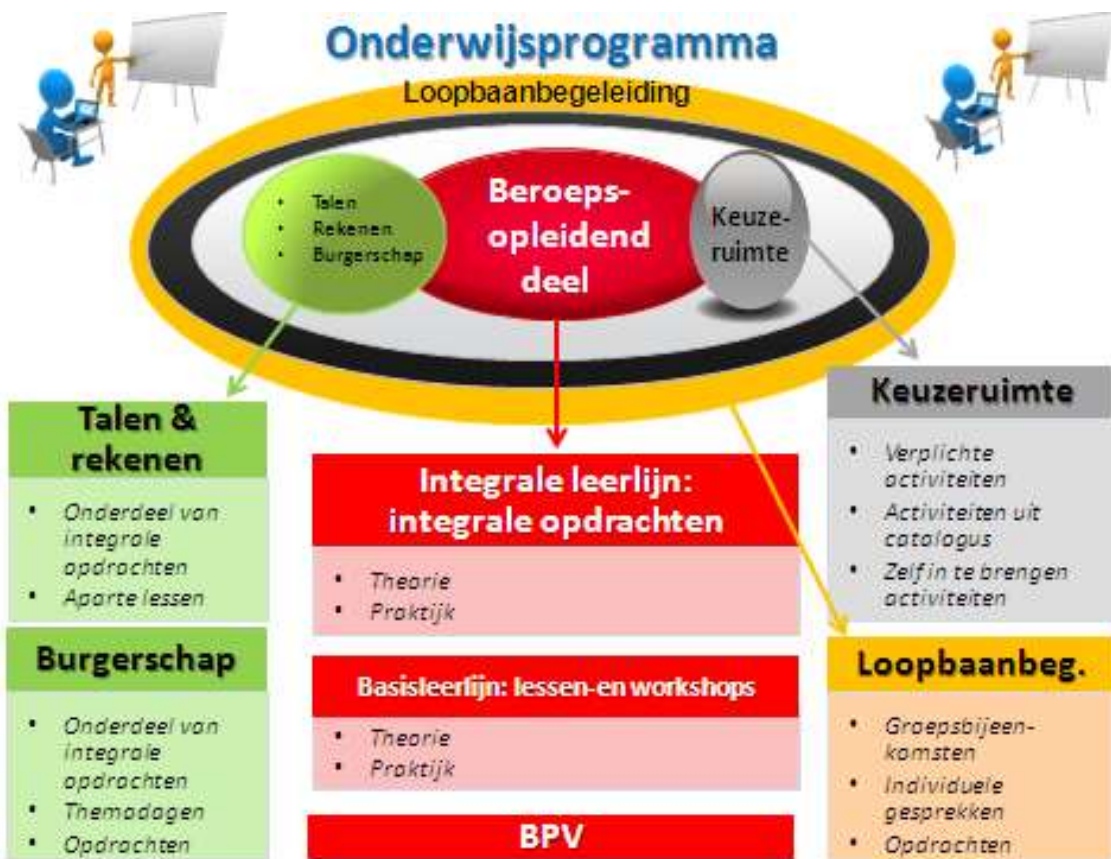 Onderwijsprogramma
Loopbaanbegeleiding
• Talen
• Rekenen
• Burgerschap
Beroeps-
opleidend
deel
Keuze-
ruimte
Talen &
rekenen
• Onderdeel van
integrale
opdrachten
• Aparte lessen
Burgerschap
• Onderdeel van
integrale
opdrachten
• Themadagen
• Opdrachten
Integrale leerlijn:
integrale opdrachten
• Theorie
• Praktijk
Basisleerlijn: lessen-en workshops
• Theorie
• Praktijk
BPV
Keuzeruimte
• Verplichte
activiteiten
• Activiteiten uit
catalogus
• Zelf in te brengen
activiteiten
Loopbaanbeg.
• Groepsbijeen-
komsten
• Individuele
gesprekken
• Opdrachten